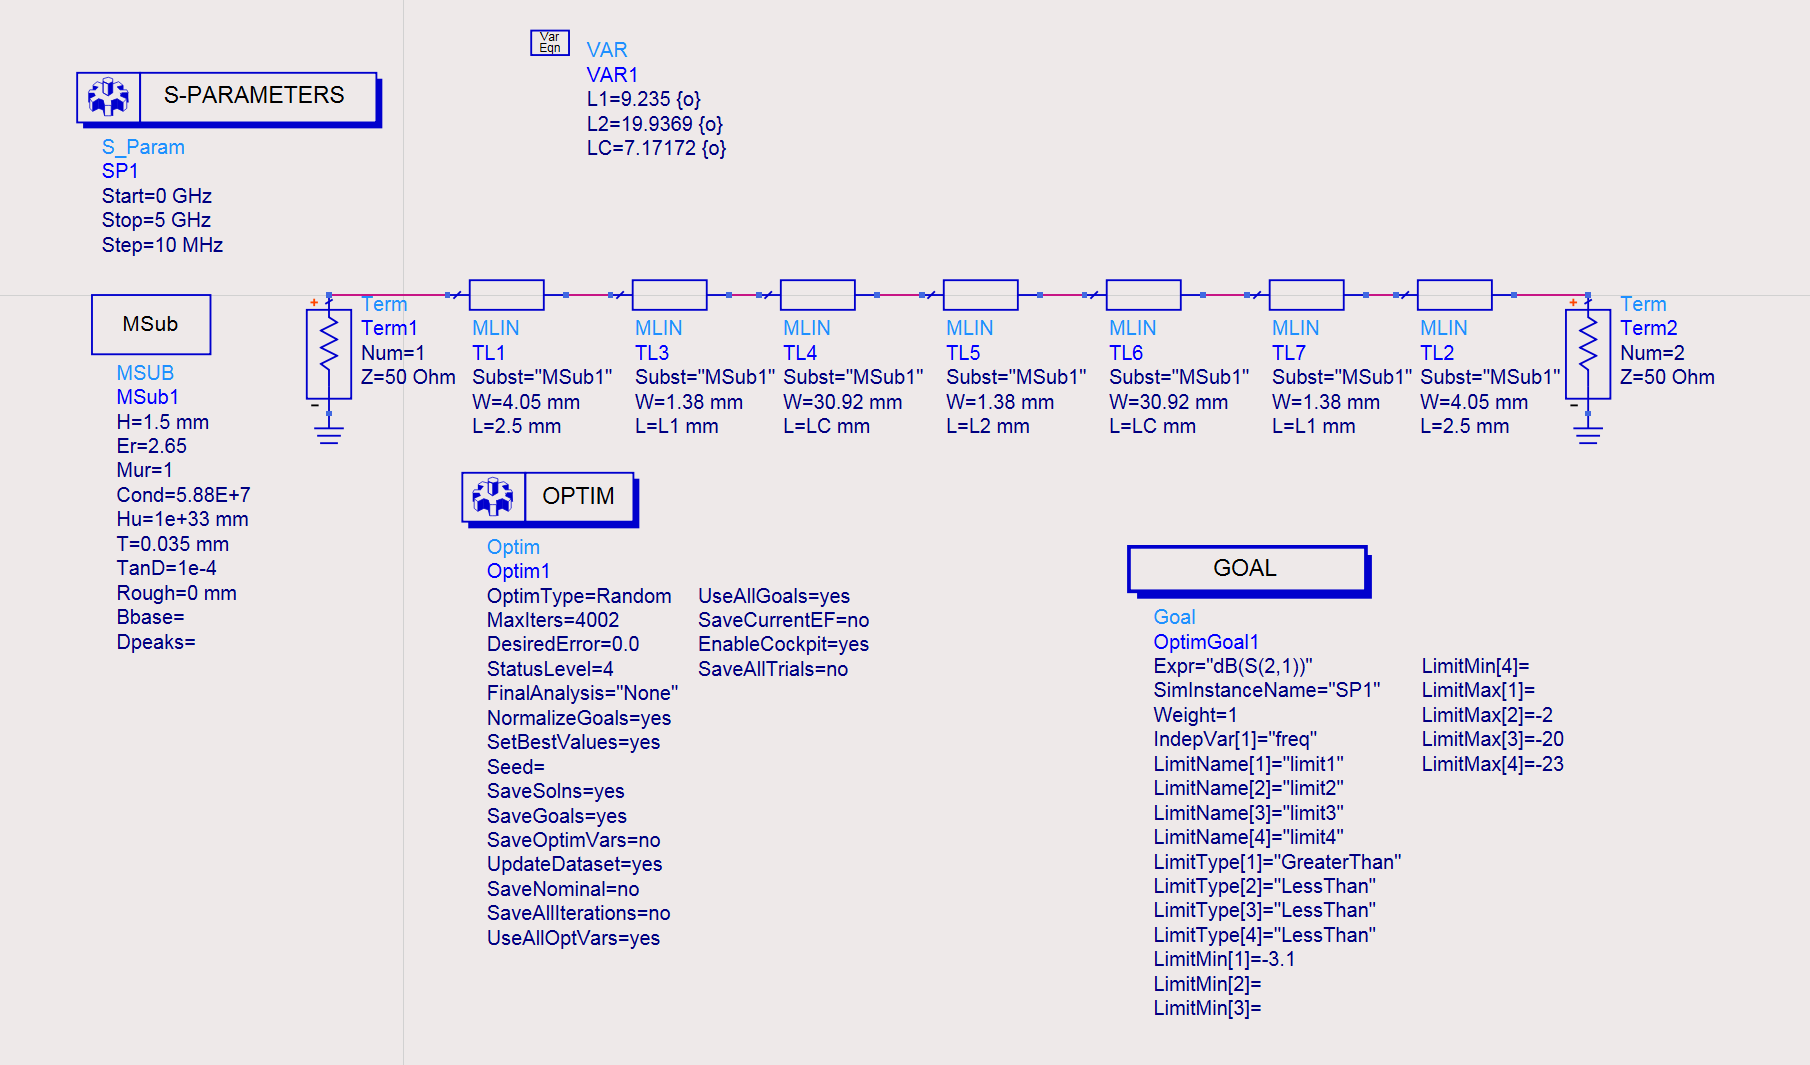 Var
Eqn
VAR
VAR1
L1=9.235 {o}
L2=19.9369 {o}
LC=7.17172 {o}
S-PARAMETERS
S_Param
SP1
Start=0 GHz
Stop=5 GHz
Step=10 MHz
MSub
MSUB
MSub1
H=1.5 mm
Er=2.65
Mur=1
Cond=5.88E+7
Hu=1e+33 mm
T=0.035 mm
TanD=1e-4
Rough=0 mm
Bbase=
Dpeaks=
+
-
Term
Term1
Num=1
Z=50 Ohm
MLIN
TL1
Subst="MSub1"
W=4.05 mm
L=2.5 mm
MLIN
TL3
Subst="MSub1"
W=1.38 mm
L=L1 mm
MLIN
TL4
Subst="MSub1"
W=30.92 mm
L=LC mm
MLIN
TL5
Subst="MSub1"
W=1.38 mm
L=L2 mm
MLIN
TL6
Subst="MSub1"
W=30.92 mm
L=LC mm
MLIN
TL7
Subst="MSub1"
W=1.38 mm
L=L1 mm
MLIN
TL2
Subst="MSub1"
W=4.05 mm
L=2.5 mm
+
-
Term
Term2
Num=2
Z=50 Ohm
OPTIM
Optim
Optim1
OptimType=Random
MaxIters=4002
DesiredError=0.0
StatusLevel=4
FinalAnalysis="None"
NormalizeGoals=yes
SetBestValues=yes
Seed=
SaveSolns=yes
SaveGoals=yes
SaveOptimVars=no
UpdateDataset=yes
SaveNominal=no
SaveAllIterations=no
UseAllOptVars=yes
UseAllGoals=yes
SaveCurrentEF=no
EnableCockpit=yes
SaveAllTrials=no
GOAL
Goal
OptimGoal1
Expr="dB(S(2,1))"
SimInstanceName="SP1"
Weight=1
IndepVar[1]="freq"
LimitName[1]="limit1"
LimitName[2]="limit2"
LimitName[3]="limit3"
LimitName[4]="limit4"
LimitType[1]="GreaterThan"
LimitType[2]="LessThan"
LimitType[3]="LessThan"
LimitType[4]="LessThan"
LimitMin[1]=-3.1
LimitMin[2]=
LimitMin[3]=
LimitMin[4]=
LimitMax[1]=
LimitMax[2]=-2
LimitMax[3]=-20
LimitMax[4]=-23